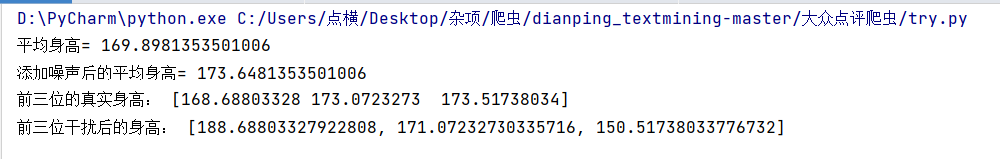 D:\PyCharm\python.exe C:/Users/点横/Desktop/杂项/爬虫/dianping_textmining-master/大众点评爬虫/try.py
平均身高= 169.8981353501006
添加噪声后的平均身高= 173.6481353501006
前三位的真实身高： [168.68803328 173.0723273  173.51738034]
前三位干扰后的身高： [188.68803327922808, 171.07232730335716, 150.51738033776732]